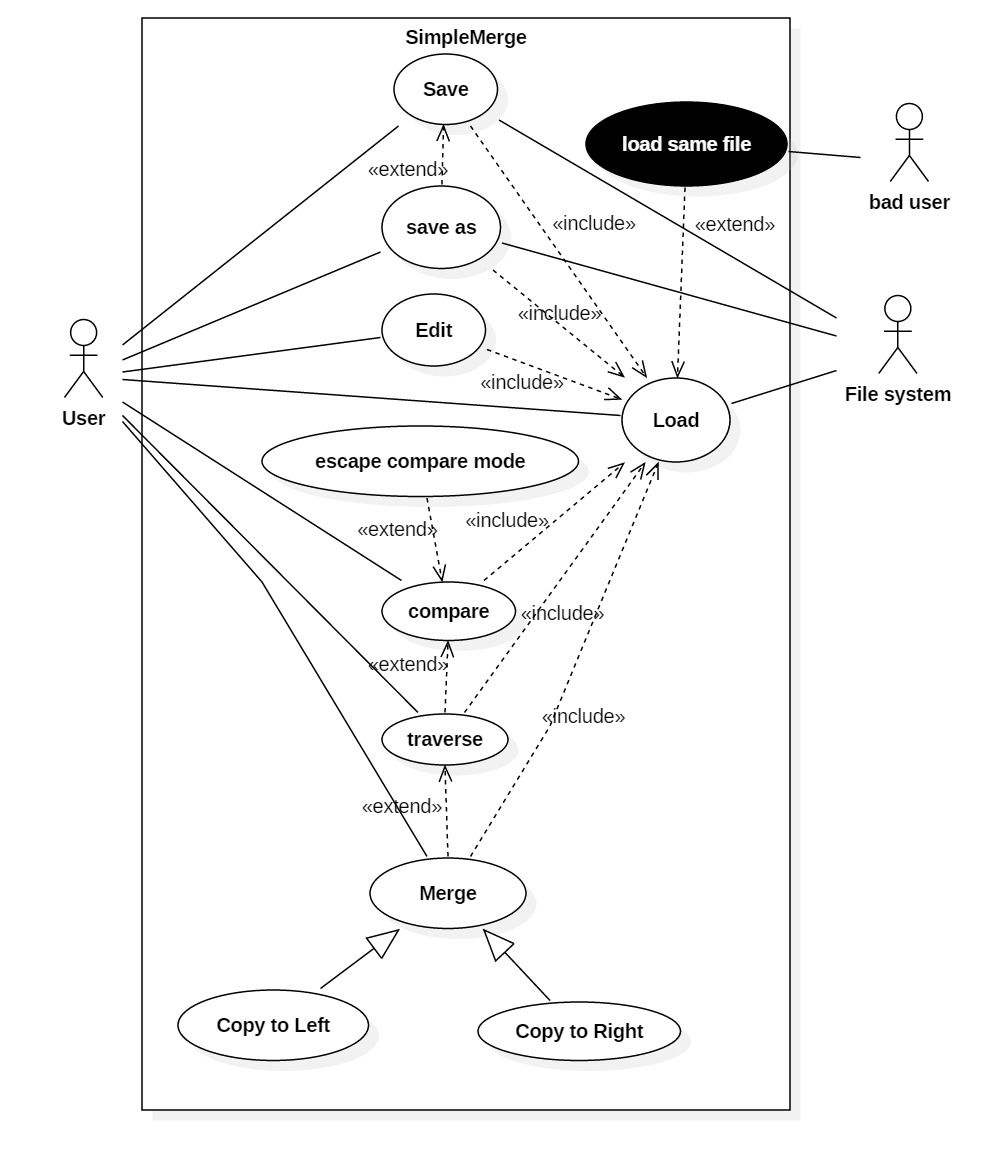 SimpleMerge
Save
load same file
«extend»
bad user
save as
«include»
«extend»
«include»
Edit
«include»
File system
User
Load
escape compare mode
«extend»
«include»
compare
«include»
«extend»
«include»
traverse
«extend»
Merge
Copy to Left
Copy to Right